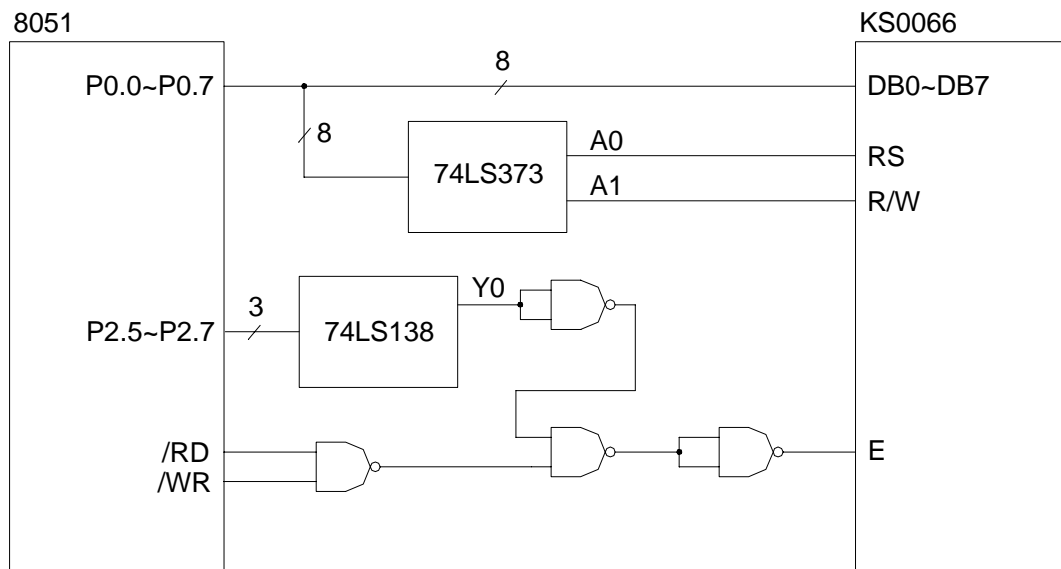 8051
KS0066
P0.0~P0.7
8
DB0~DB7
8
74LS373
A0
RS
A1
R/W
P2.5~P2.7
3
74LS138
Y0
/RD
/WR
E